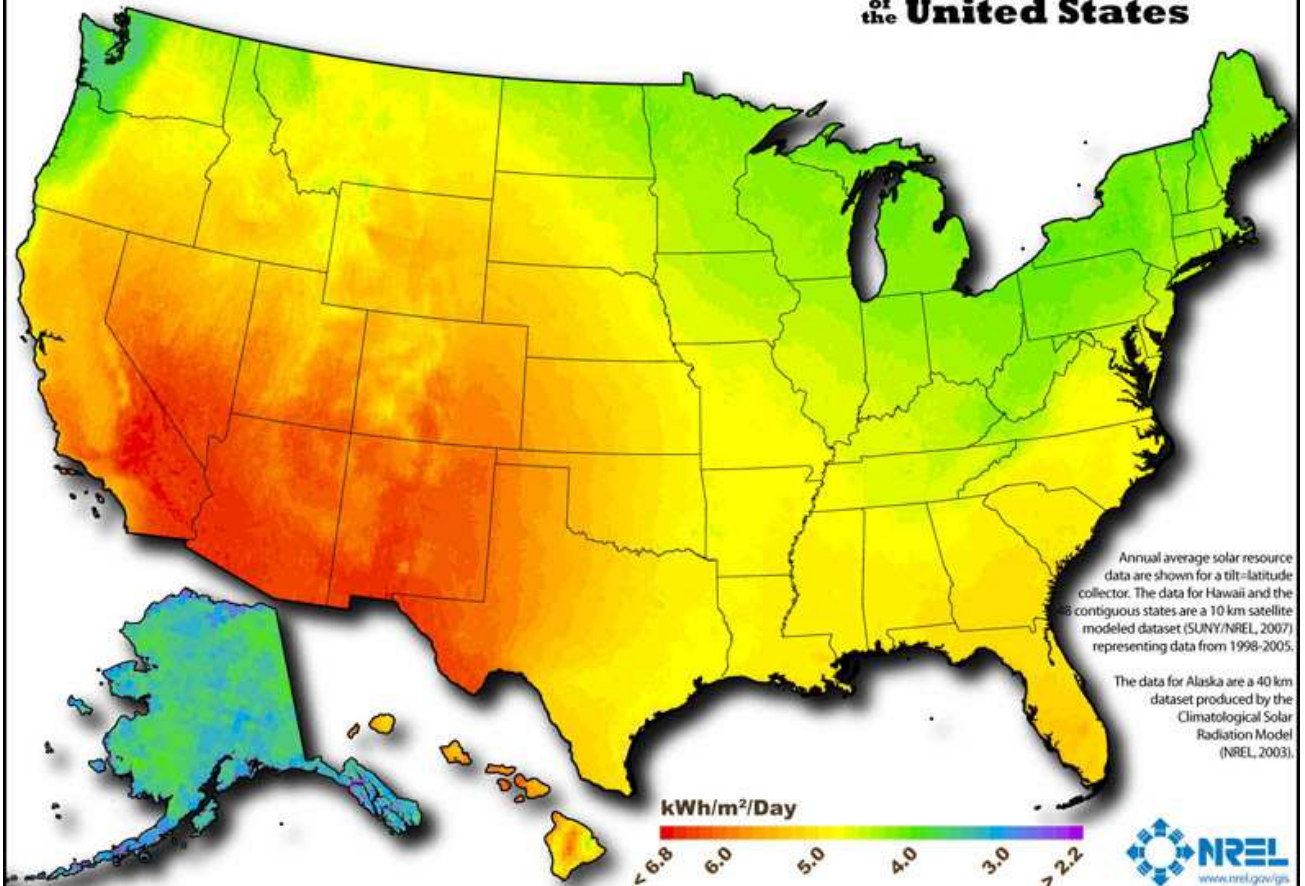 of
the United States
Annual average solar resource
data are shown for a tilt=latitude
collector. The data for Hawaii and the
48 contiguous states are a 10 km satellite
modeled dataset (SUNY/NREL, 2007)
representing data from 1998-2005.
The data for Alaska are a 40 km
dataset produced by the
Climatological Solar
Radiation Model
(NREL, 2003).
kWh/m²/Day
< 6.8 6.0 5.0 4.0 3.0 > 2.2
NREL
www.nrel.gov/gis